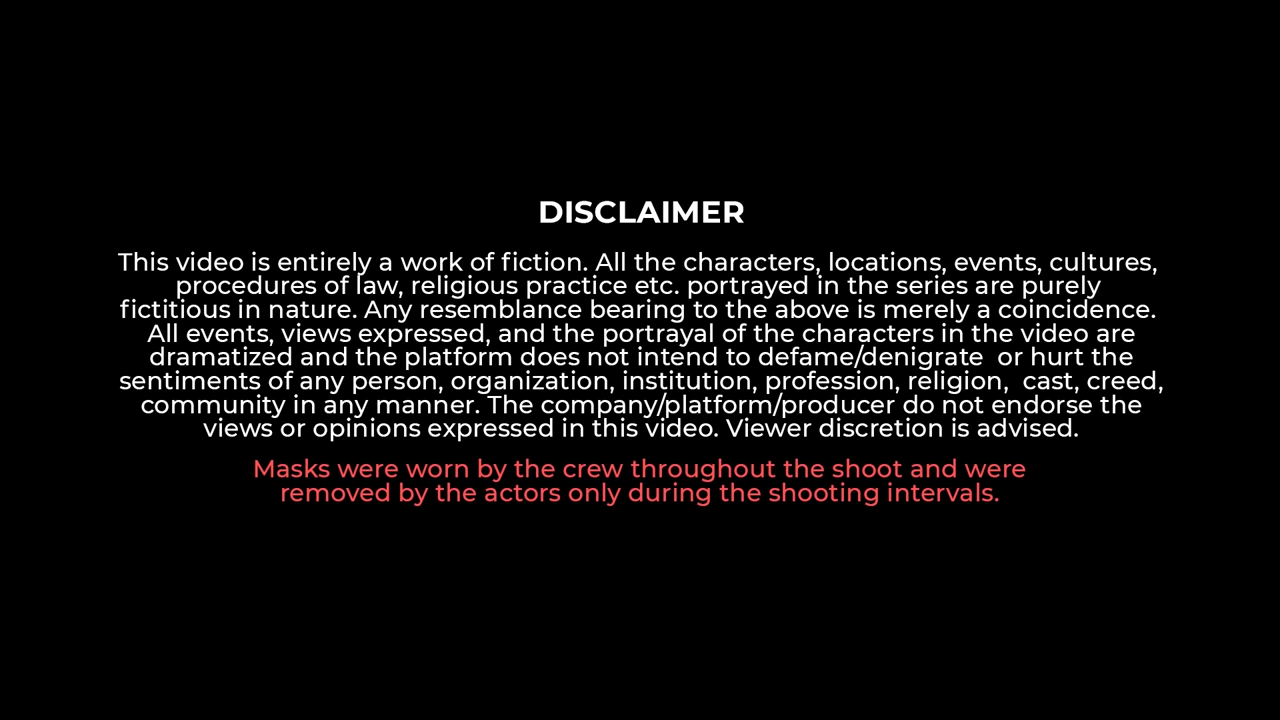 DISCLAIMER
This video is entirely a work of fiction. All the characters, locations, events, cultures,
procedures of law, religious practice etc. portrayed in the series are purely
fictitious in nature. Any resemblance bearing to the above is merely a coincidence.
All events, views expressed, and the portrayal of the characters in the video are
dramatized and the platform does not intend to defame/denigrate  or hurt the
sentiments of any person, organization, institution, profession, religion,  cast, creed,
community in any manner. The company/platform/producer do not endorse the
views or opinions expressed in this video. Viewer discretion is advised.
Masks were worn by the crew throughout the shoot and were
removed by the actors only during the shooting intervals.